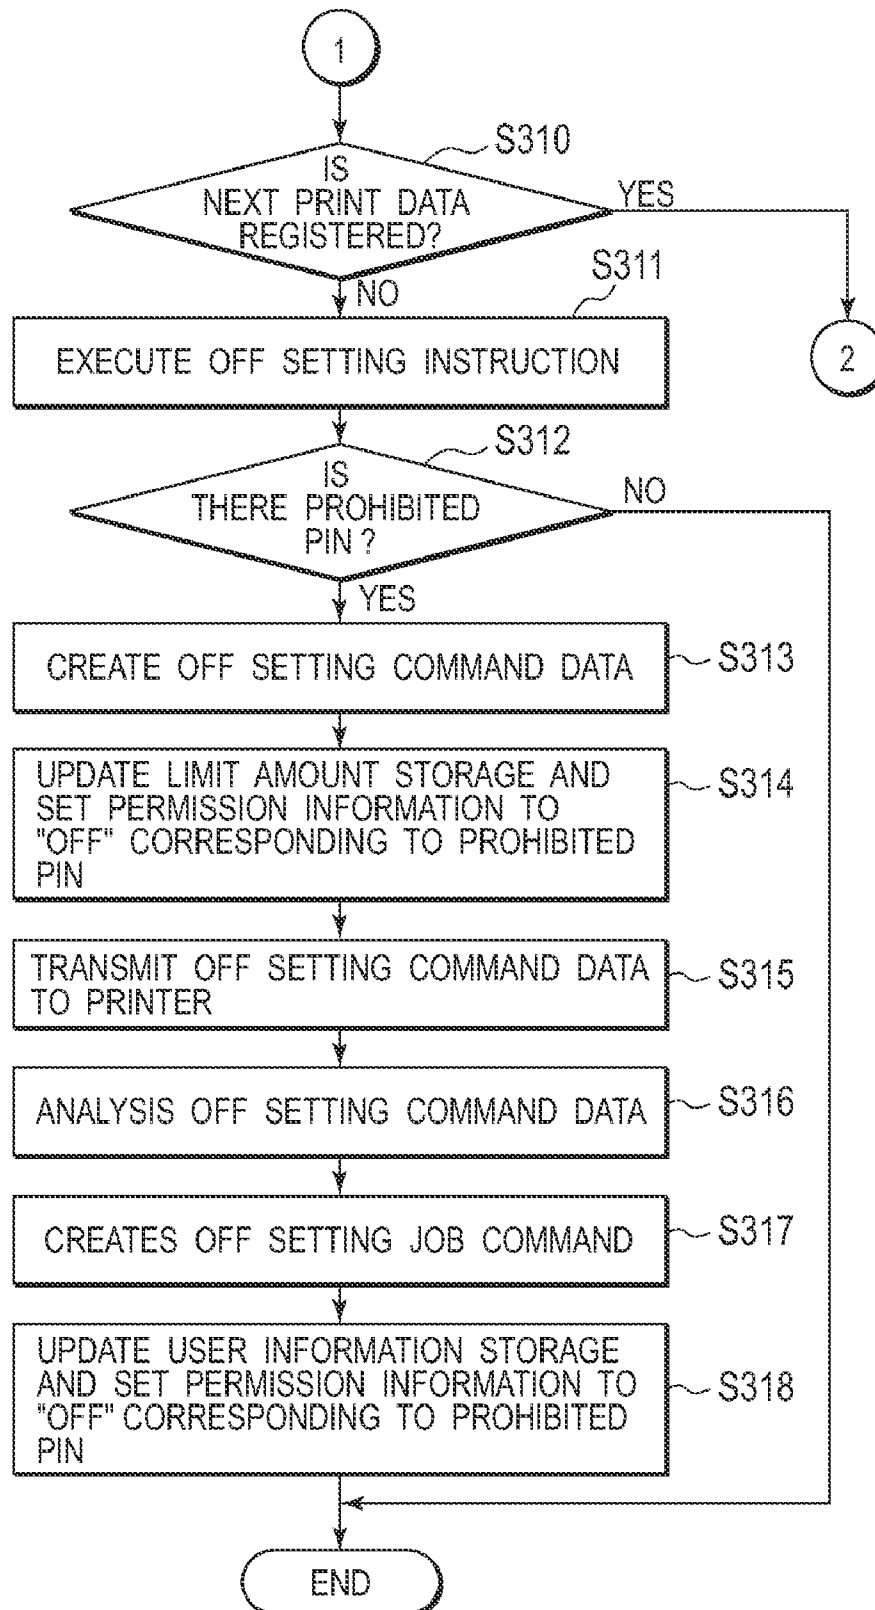 1
S310
IS
NEXT PRINT DATA
REGISTERED?
YES
NO
S311
EXECUTE OFF SETTING INSTRUCTION
2
S312
IS
THERE PROHIBITED
PIN?
NO
YES
CREATE OFF SETTING COMMAND DATA
S313
UPDATE LIMIT AMOUNT STORAGE AND
SET PERMISSION INFORMATION TO
"OFF" CORRESPONDING TO PROHIBITED
PIN
S314
TRANSMIT OFF SETTING COMMAND DATA
TO PRINTER
S315
ANALYSIS OFF SETTING COMMAND DATA
S316
CREATES OFF SETTING JOB COMMAND
S317
UPDATE USER INFORMATION STORAGE
AND SET PERMISSION INFORMATION TO
"OFF" CORRESPONDING TO PROHIBITED
PIN
S318
END